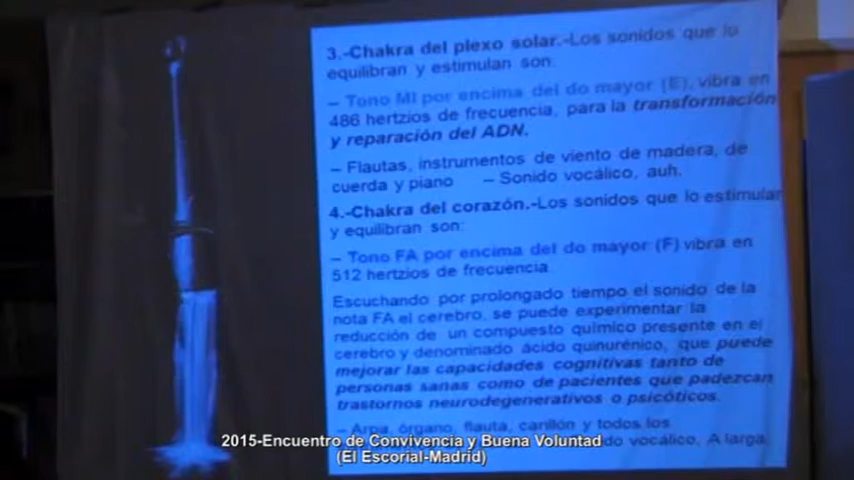 3.-Chakra del plexo solar.-Los sonidos que lo
equilibran y estimulan son:
– Tono MI por encima del do mayor (E), vibra en
486 hertzios de frecuencia, para la transformación
y reparación del ADN.
– Flautas, instrumentos de viento de madera, de
cuerda y piano – Sonido vocálico, auh.
4.-Chakra del corazón.-Los sonidos que lo estimular
y equilibran son:
– Tono FA por encima del do mayor (F) vibra en
512 hertzios de frecuencia
Escuchando por prolongado tiempo el sonido de la
nota FA el cerebro, se puede experimentar la
reducción de un compuesto químico presente en el
cerebro y denominado ácido quinurénico, que puede
mejorar las capacidades cognitivas tanto de
personas sanas como de pacientes que padezcan
trastornos neurodegenerativos o psicóticos.
– Arpa, órgano, flauta, carillón y todos los
vocálico, A larga.
2015-Encuentro de Convivencia y Buena Voluntad
(El Escorial-Madrid)